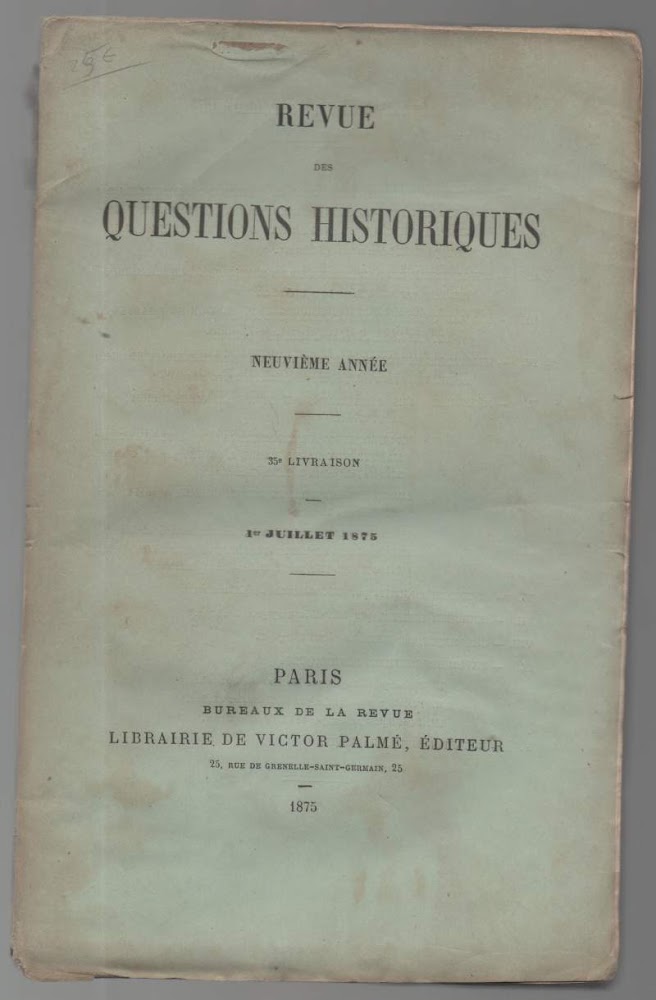 REVUE
DES
QUESTIONS HISTORIQUES
NEUVIÈME ANNÉE
35e LIVRAISON
1er JUILLET 1875
PARIS
BUREAUX DE LA REVUE
LIBRAIRIE DE VICTOR PALMÉ, ÉDITEUR
25, RUE DE GRENELLE-SAINT-GERMAIN, 25
1875